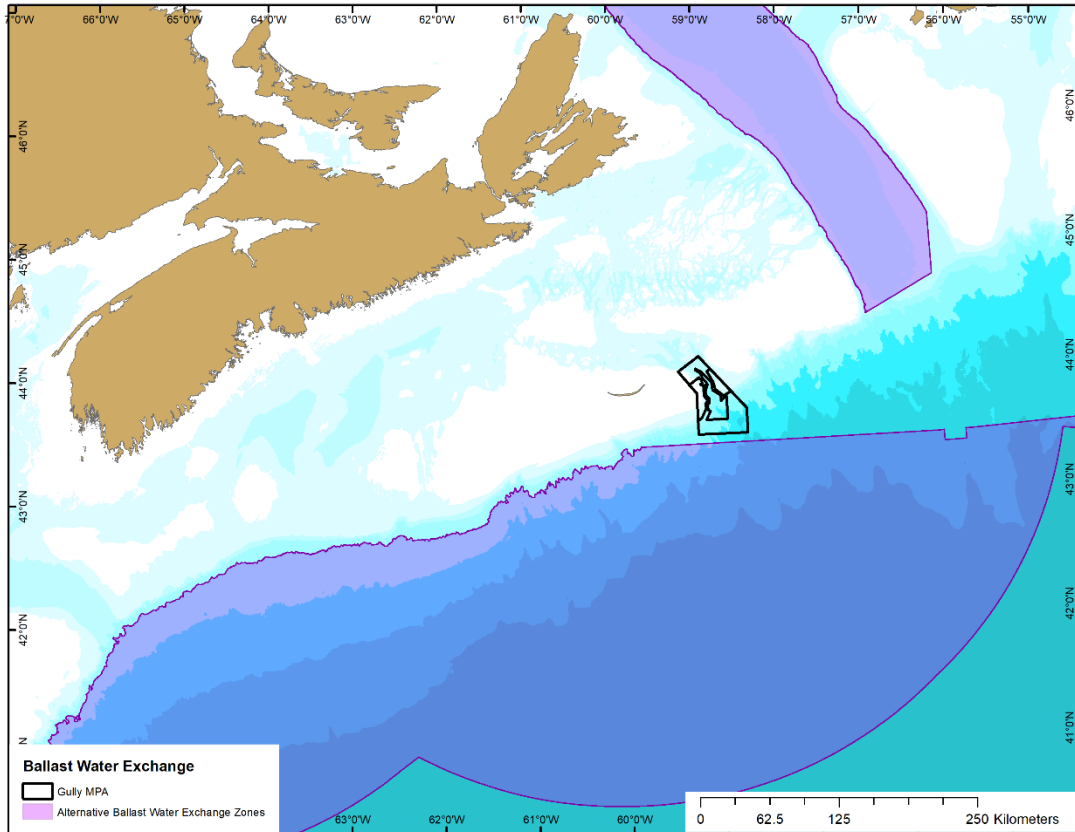 67°0'W 66°0'W 65°0'W 64°0'W 63°0'W 62°0'W 61°0'W 60°0'W 59°0'W 58°0'W 57°0'W 56°0'W 55°0'W
46°0'N 46°0'N
45°0'N 45°0'N
44°0'N 44°0'N
43°0'N 43°0'N
42°0'N 42°0'N
N 41°0'N
Ballast Water Exchange
Gully MPA
Alternative Ballast Water Exchange Zones
63°0'W 62°0'W 61°0'W 60°0'W
0 62.5 125 250 Kilometers